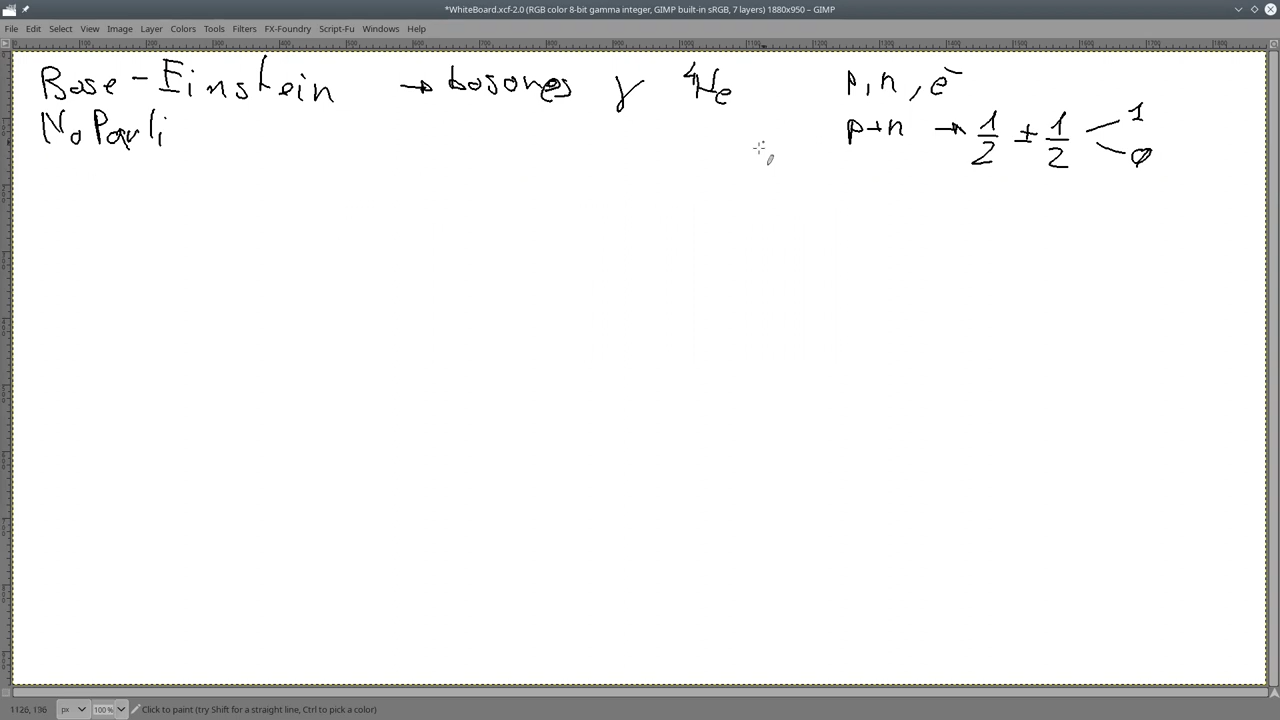 *WhiteBoard.xcf-2.0 (RGB color 8-bit gamma integer, GIMP built-in sRGB, 7 layers) 1880x950 – GIMP
File Edit Select View Image Layer Colors Tools Filters FX-Foundry Script-Fu Windows Help
Bose-Einstein → bosones γ ⁴He p, n, e⁻
No Pauli p+n → 1/2 ± 1/2 1 0
1126, 136 px 100% Click to paint (try Shift for a straight line, Ctrl to pick a color)